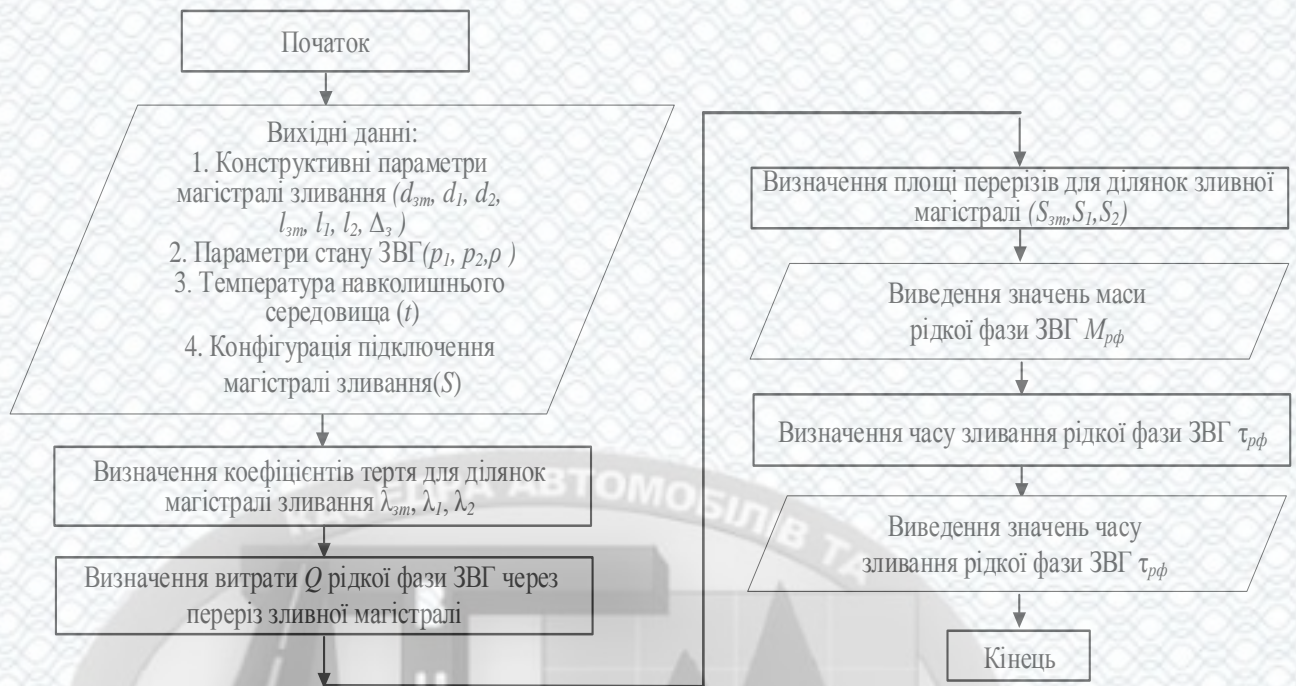 Початок
Вихідні данні:
1. Конструктивні параметри
магістралі зливання (dзт, d1, d2,
lзт, l1, l2, Δз )
2. Параметри стану ЗВГ(p1, p2,ρ )
3. Температура навколишнього
середовища (t)
4. Конфігурація підключення
магістралі зливання(S)
Визначення коефіцієнтів тертя для ділянок
магістралі зливання λзт, λ1, λ2
Визначення витрати Q рідкої фази ЗВГ через
переріз зливної магістралі
Визначення площі перерізів для ділянок зливної
магістралі (Sзт,S1,S2)
Виведення значень маси
рідкої фази ЗВГ Mрф
Визначення часу зливання рідкої фази ЗВГ τрф
Виведення значень часу
зливання рідкої фази ЗВГ τрф
Кінець
АВТОМОБІЛІВ ТА